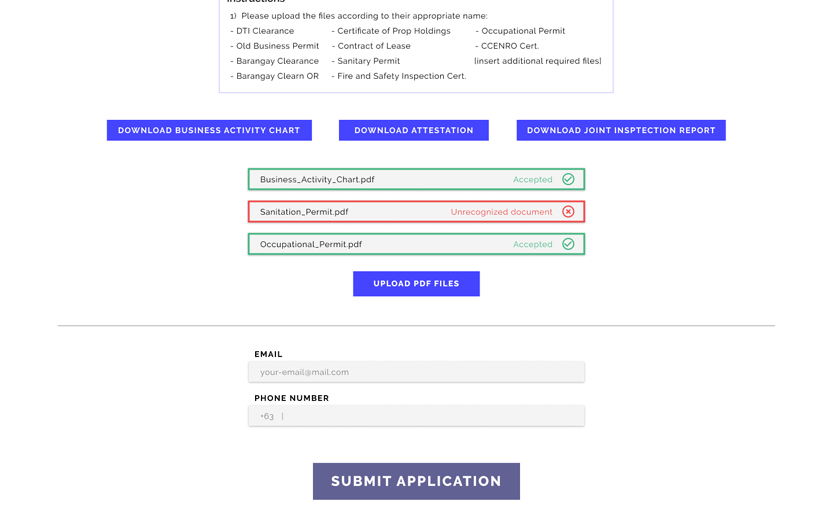 Instructions
1) Please upload the files according to their appropriate name:
- DTI Clearance - Certificate of Prop Holdings - Occupational Permit
- Old Business Permit - Contract of Lease - CCENRO Cert.
- Barangay Clearance - Sanitary Permit [insert additional required files]
- Barangay Clearn OR - Fire and Safety Inspection Cert.
DOWNLOAD BUSINESS ACTIVITY CHART DOWNLOAD ATTESTATION DOWNLOAD JOINT INSPTECTION REPORT
Business_Activity_Chart.pdf Accepted
Sanitation_Permit.pdf Unrecognized document
Occupational_Permit.pdf Accepted
UPLOAD PDF FILES
EMAIL
your-email@mail.com
PHONE NUMBER
+63 |
SUBMIT APPLICATION